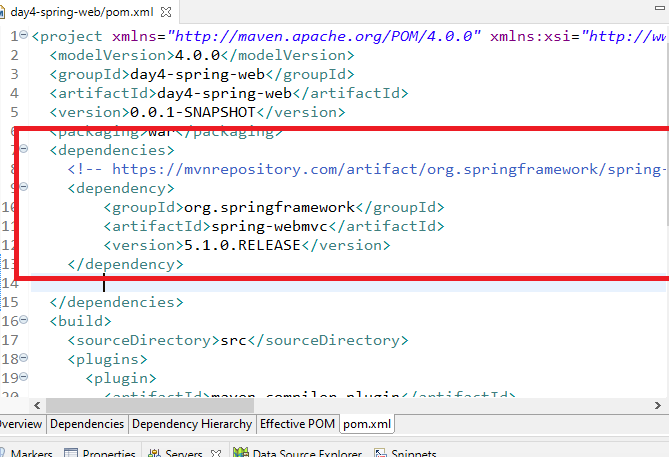 day4-spring-web/pom.xml
1 <project xmlns="http://maven.apache.org/POM/4.0.0" xmlns:xsi="http://ww
2 <modelVersion>4.0.0</modelVersion>
3 <groupId>day4-spring-web</groupId>
4 <artifactId>day4-spring-web</artifactId>
5 <version>0.0.1-SNAPSHOT</version>
6 <packaging>war</packaging>
7 <dependencies>
8 <!-- https://mvnrepository.com/artifact/org.springframework/spring-
9 <dependency>
10 <groupId>org.springframework</groupId>
11 <artifactId>spring-webmvc</artifactId>
12 <version>5.1.0.RELEASE</version>
13 </dependency>
14
15 </dependencies>
16 <build>
17 <sourceDirectory>src</sourceDirectory>
18 <plugins>
19 <plugin>
20 <artifactId>maven-compiler-plugin</artifactId>
Overview Dependencies Dependency Hierarchy Effective POM pom.xml
Markers Properties Servers Data Source Explorer Snippets